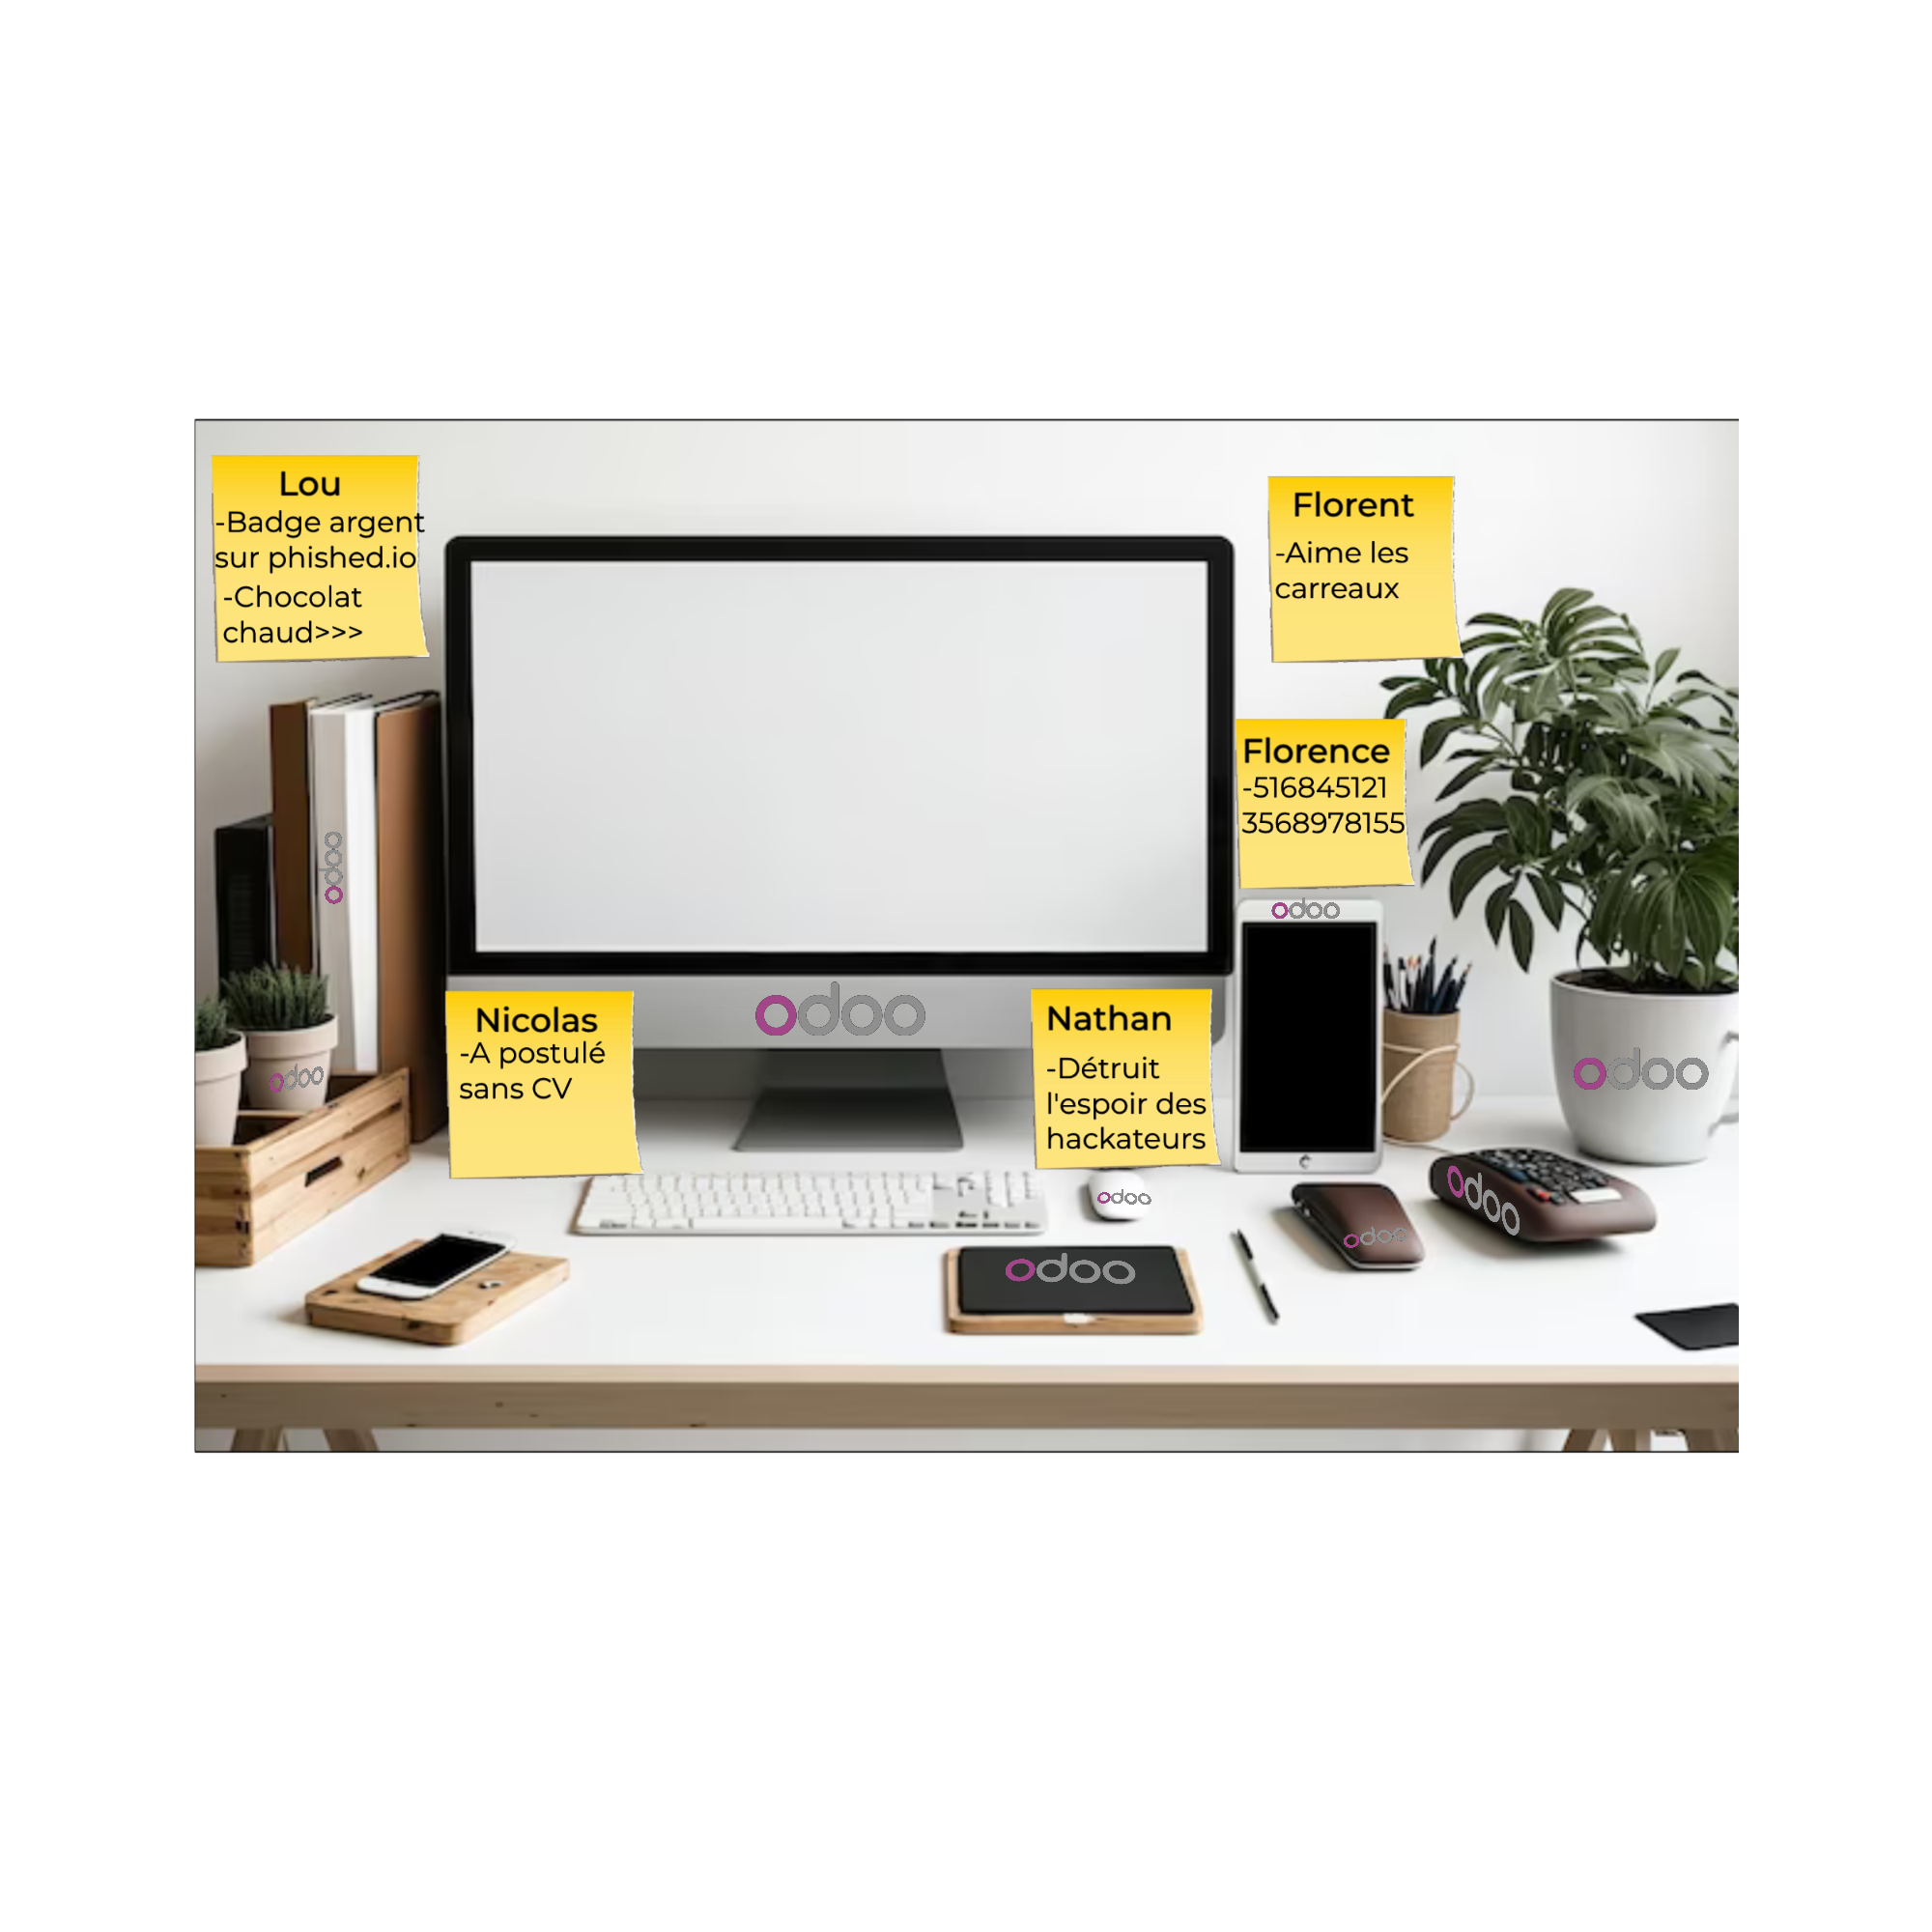 Lou
-Badge argent
sur phished.io
-Chocolat
chaud>>>
Florent
-Aime les
carreaux
Florence
-516845121
3568978155
odoo
odoo
Nicolas
-A postulé
sans CV
odoo
Nathan
-Détruit
l'espoir des
hackateurs
odoo
odoo
odoo
odoo
odoo
odoo